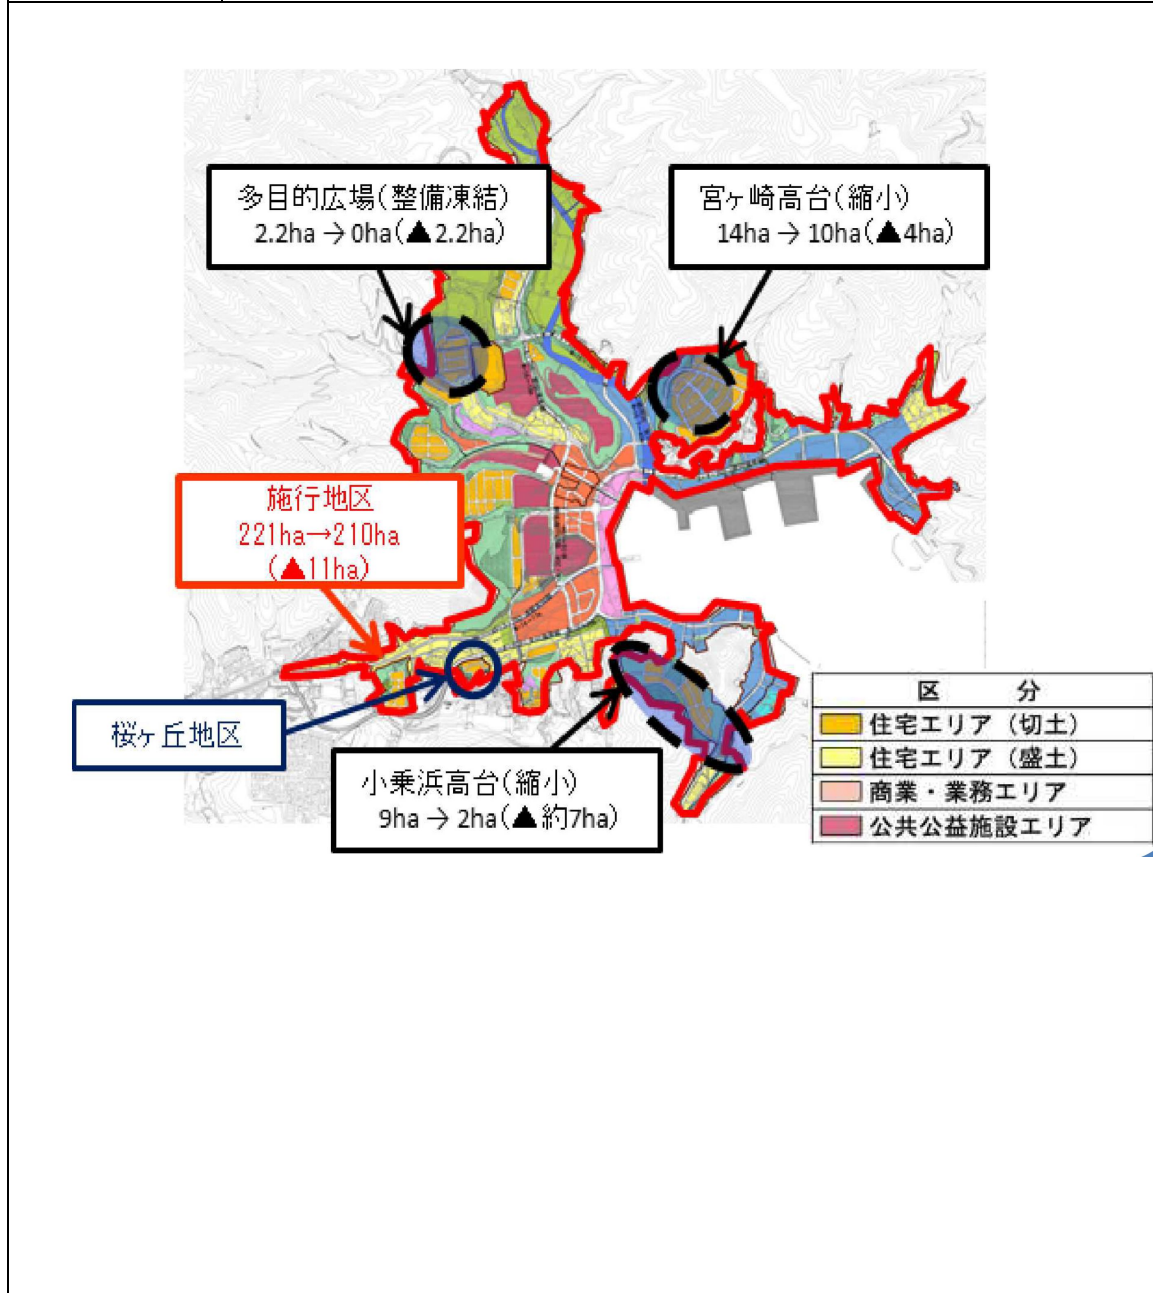 多目的広場(整備凍結)
2.2ha → 0ha(▲2.2ha)
宮ヶ崎高台(縮小)
14ha → 10ha(▲4ha)
施行地区
221ha→210ha
(▲11ha)
桜ヶ丘地区
小乗浜高台(縮小)
9ha → 2ha(▲約7ha)
区 分
住宅エリア(切土)
住宅エリア(盛土)
商業・業務エリア
公共公益施設エリア